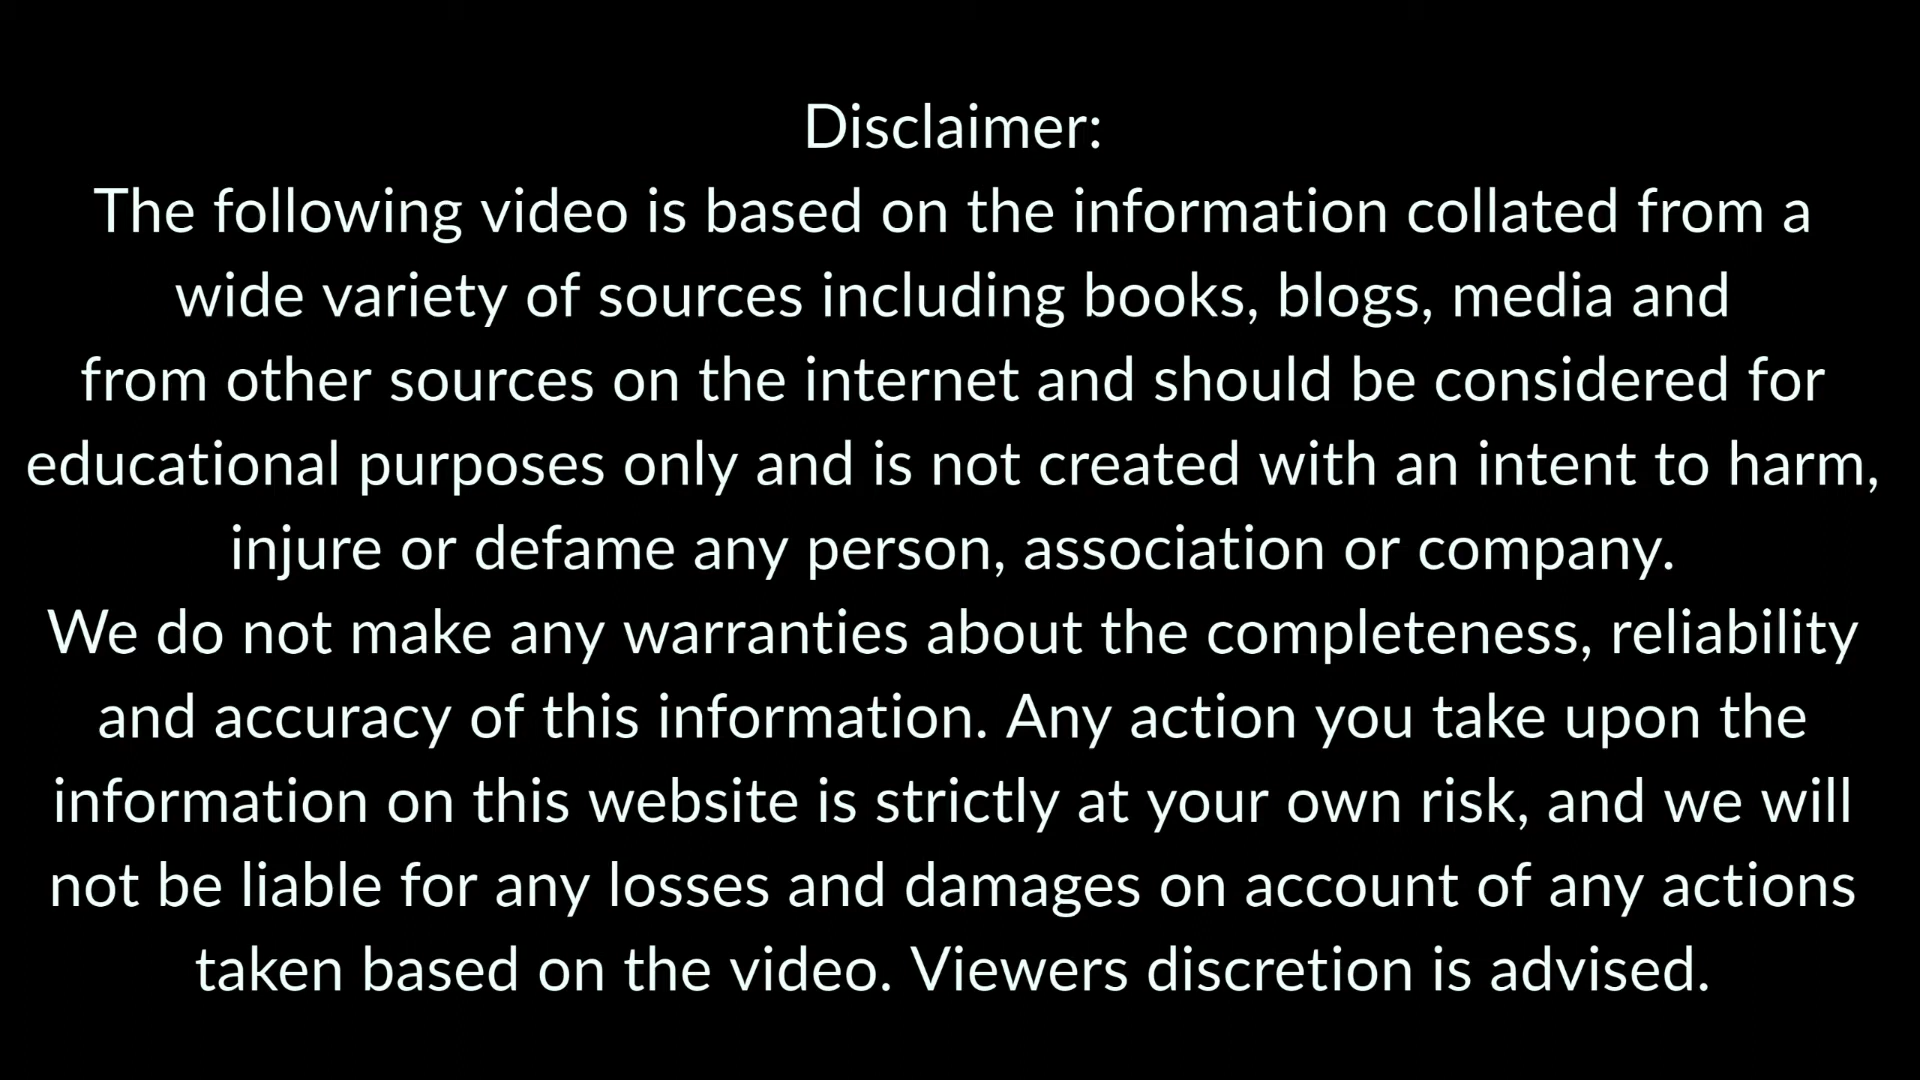 Disclaimer:
The following video is based on the information collated from a
wide variety of sources including books, blogs, media and
from other sources on the internet and should be considered for
educational purposes only and is not created with an intent to harm,
injure or defame any person, association or company.
We do not make any warranties about the completeness, reliability
and accuracy of this information. Any action you take upon the
information on this website is strictly at your own risk, and we will
not be liable for any losses and damages on account of any actions
taken based on the video. Viewers discretion is advised.